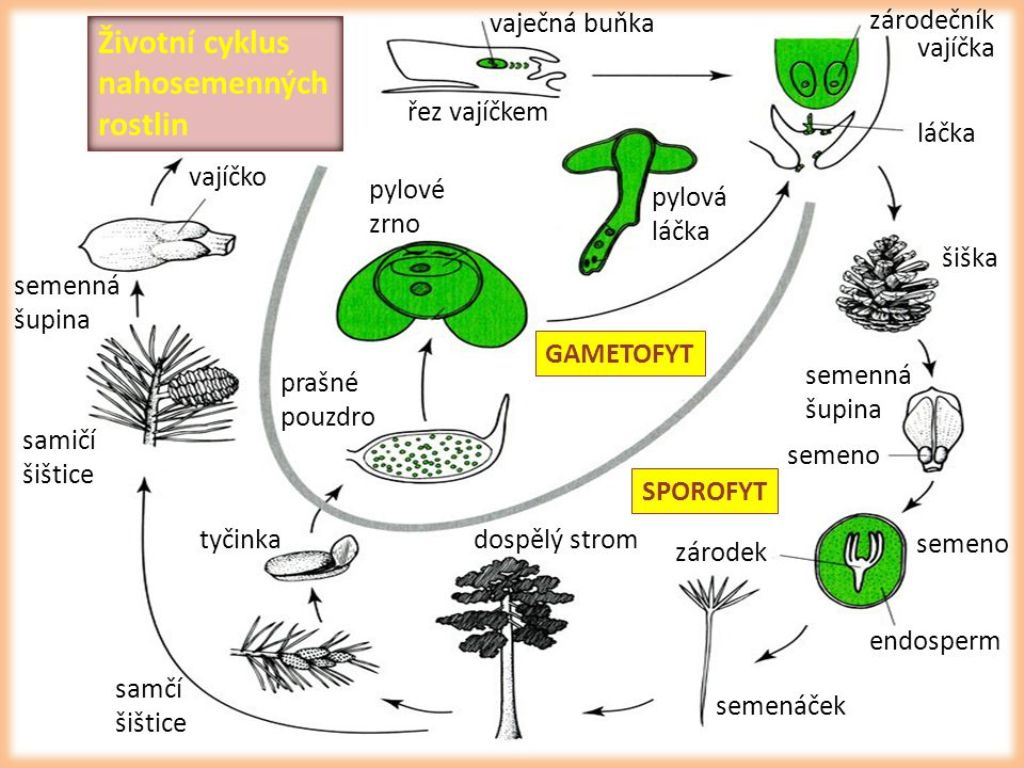 Životní cyklus
nahosemenných
rostlin
vaječná buňka
řez vajíčkem
zárodečník
vajíčka
láčka
vajíčko
pylové
zrno
pylová
láčka
šiška
semenná
šupina
GAMETOFYT
prašné
pouzdro
semenná
šupina
samičí
šištice
semeno
SPOROFYT
tyčinka
dospělý strom
zárodek
semeno
endosperm
samčí
šištice
semenáček